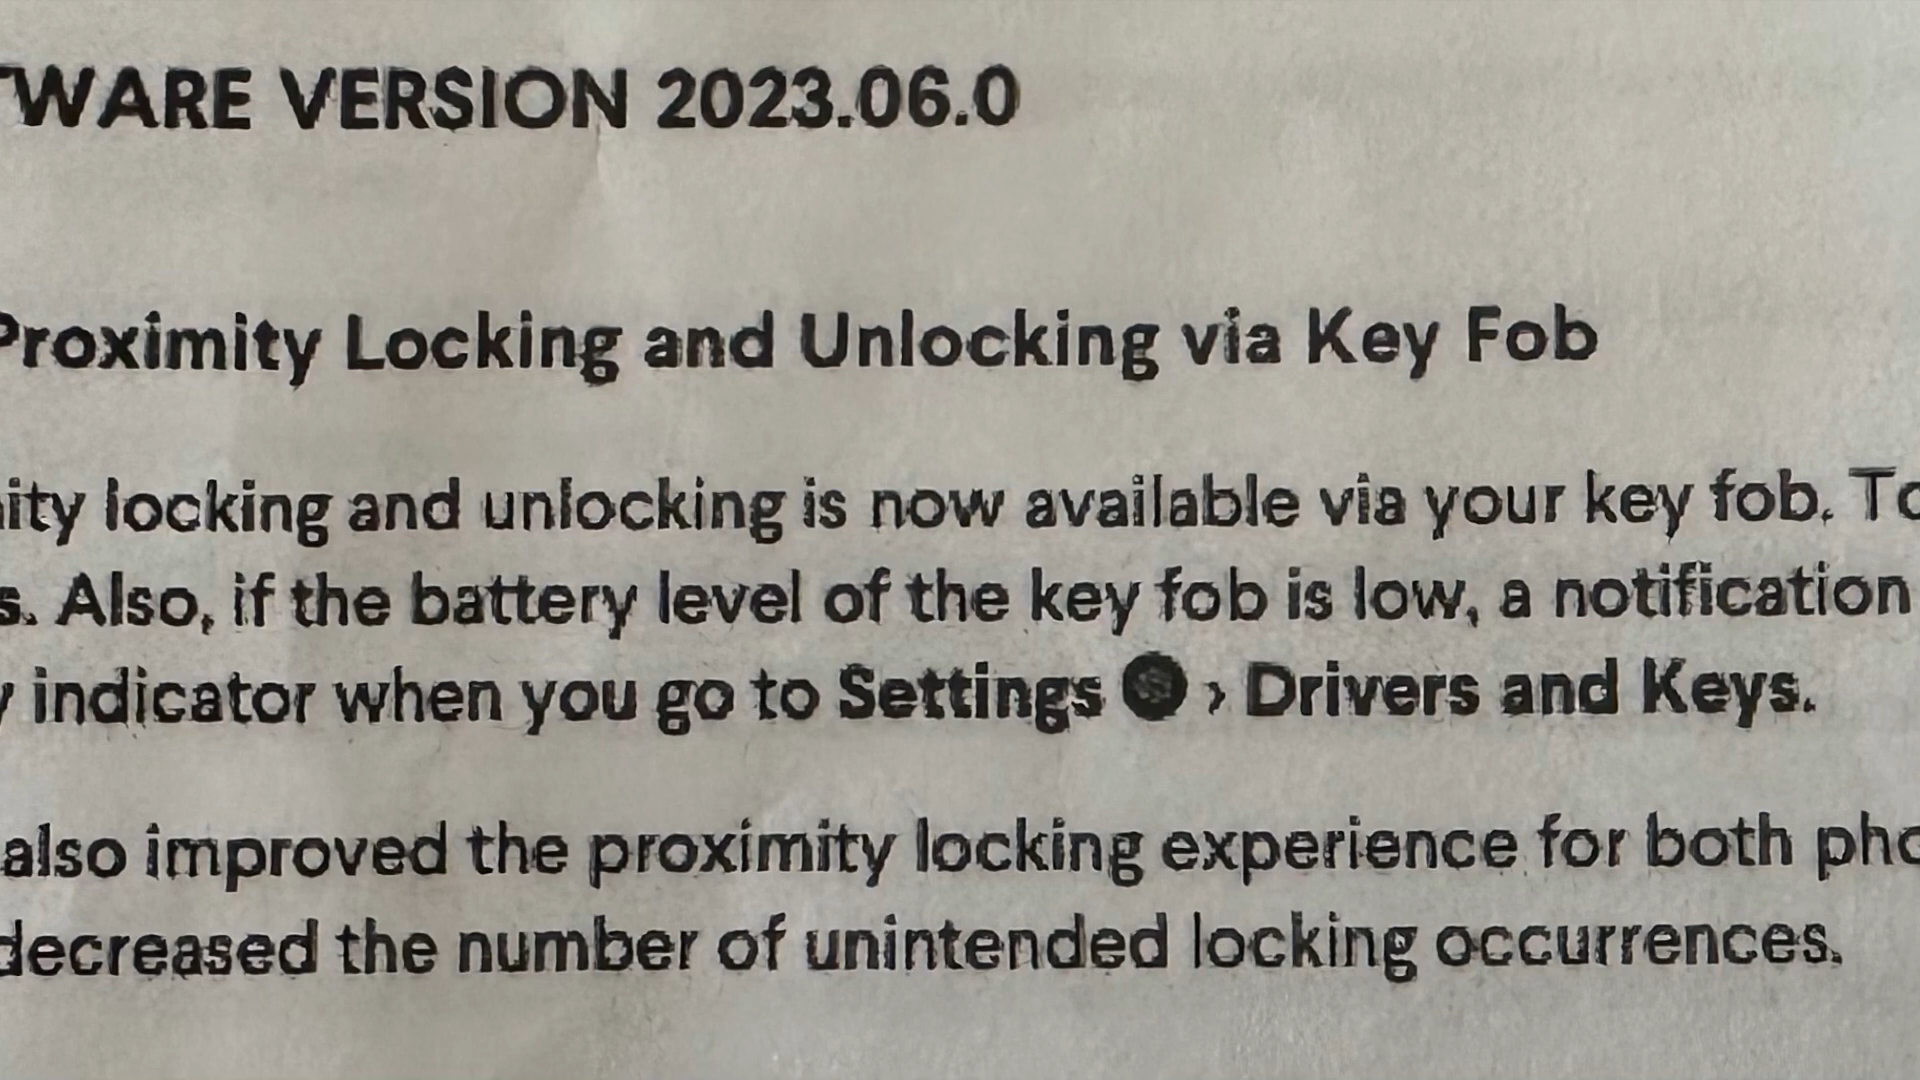 TWARE VERSION 2023.06.0
Proximity Locking and Unlocking via Key Fob
ity locking and unlocking is now available via your key fob. To
s. Also, if the battery level of the key fob is low, a notification
y indicator when you go to Settings › Drivers and Keys.
also improved the proximity locking experience for both pho
decreased the number of unintended locking occurrences.